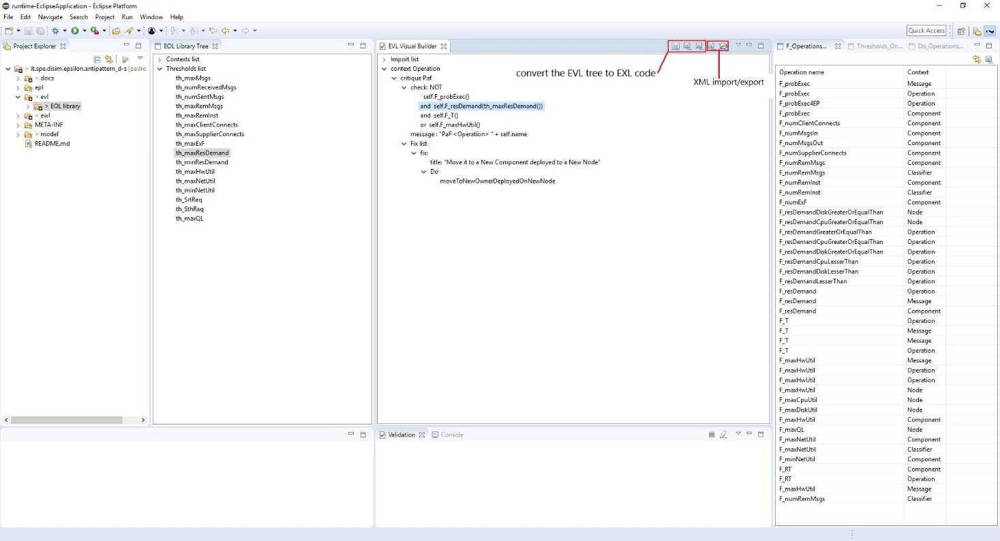 runtime-EclipseApplication - Eclipse Platform
File Edit Navigate Search Project Run Window Help
Quick Access
Project Explorer
> it.spe.disim.epsilon.antipattern_d-s [padre
> docs
epl
> evl
> EOL library
> ewl
META-INF
> model
README.md
EOL Library Tree
Contexts list
Thresholds list
th_maxMsgs
th_numReceivedMsgs
th_numSentMsgs
th_maxRemMsgs
th_maxRemInst
th_maxClientConnects
th_maxSupplierConnects
th_maxExF
th_maxResDemand
th_minResDemand
th_maxHwUtil
th_maxNetUtil
th_minNetUtil
th_SrtReq
th_SthReq
th_maxQL
EVL Visual Builder
Import list
context Operation
critique Paf
check: NOT
self.F_probExec()
and self.F_resDemand(th_maxResDemand())
and self.F_T()
or self.F_maxHwUtil()
message : "PaF <Operation> " + self.name
Fix list
fix:
title: "Move it to a New Component deployed to a New Node"
Do
moveToNewOwnerDeployedOnNewNode
convert the EVL tree to EXL code
XML import/export
Validation Console
F_Operations... Thresholds_On... Do_Operations...
Operation name Context
F_probExec Message
F_probExec Operation
F_probExec4EP Operation
F_probExec Component
F_numClientConnects Component
F_numMsgsIn Component
F_numMsgsOut Component
F_numSupplierConnects Component
F_numRemMsgs Component
F_numRemMsgs Classifier
F_numRemInst Component
F_numRemInst Classifier
F_numExF Component
F_resDemandDiskGreaterOrEqualThan Node
F_resDemandCpuGreaterOrEqualThan Node
F_resDemandGreaterOrEqualThan Operation
F_resDemandCpuGreaterOrEqualThan Operation
F_resDemandDiskGreaterOrEqualThan Operation
F_resDemandCpuLesserThan Operation
F_resDemandDiskLesserThan Operation
F_resDemandLesserThan Operation
F_resDemand Operation
F_resDemand Message
F_resDemand Component
F_T Operation
F_T Message
F_T Message
F_T Operation
F_maxHwUtil Message
F_maxHwUtil Operation
F_maxHwUtil Operation
F_maxHwUtil Node
F_maxCpuUtil Node
F_maxDiskUtil Node
F_maxHwUtil Component
F_maxQL Node
F_maxNetUtil Component
F_maxNetUtil Classifier
F_minNetUtil Component
F_RT Component
F_RT Operation
F_maxHwUtil Message
F_numRemMsgs Classifier